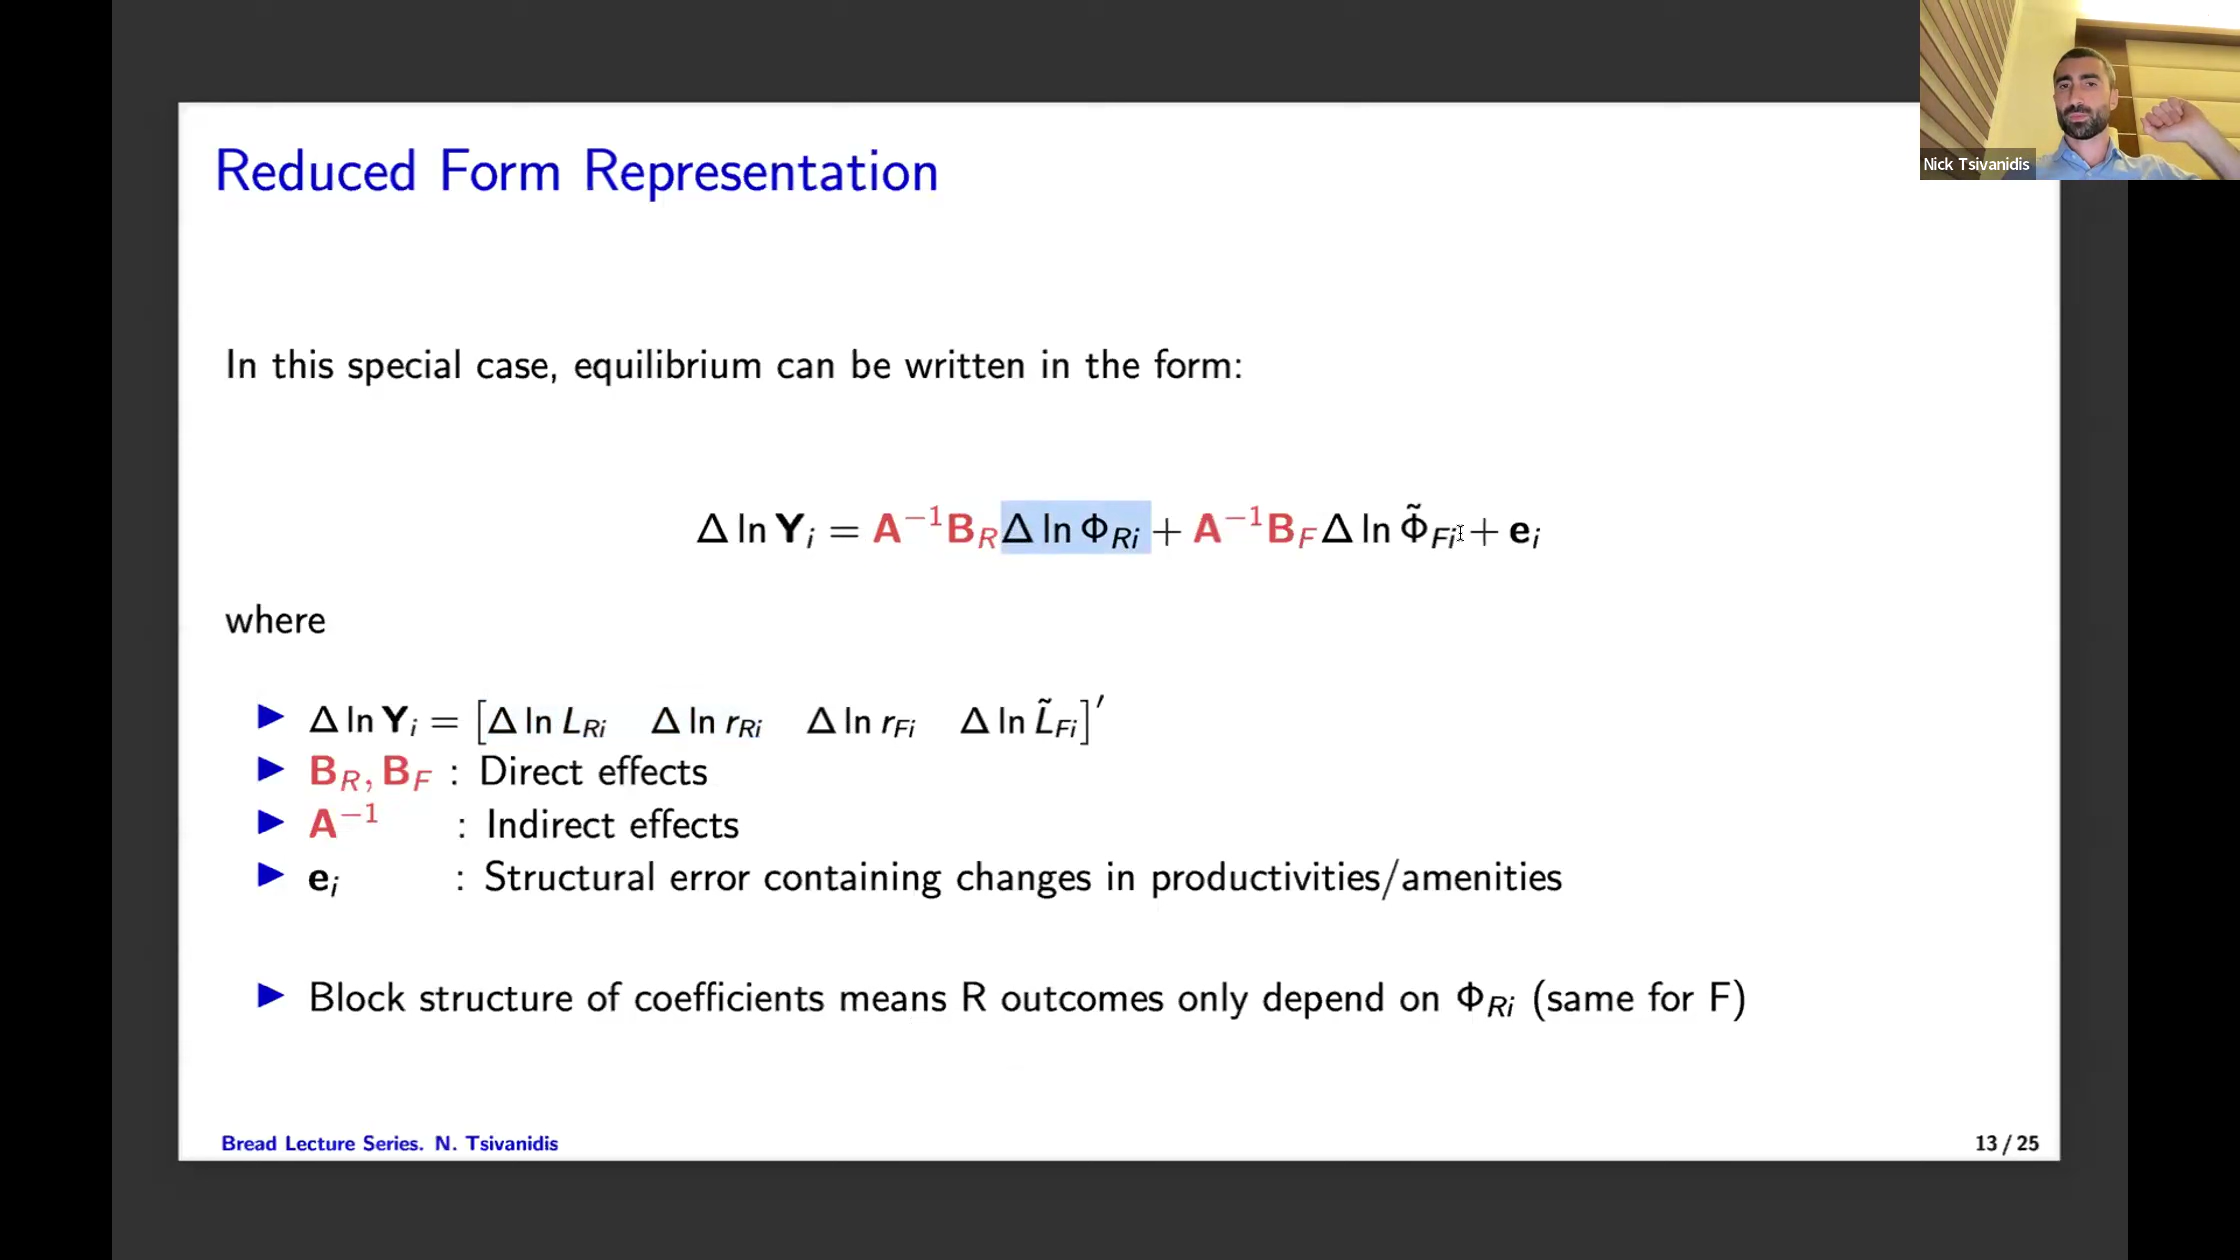 Nick Tsivanidis
Reduced Form Representation
In this special case, equilibrium can be written in the form:
Δ ln Y_i = A^{-1}B_R Δ ln Φ_{Ri} + A^{-1}B_F Δ ln Φ̃_{Fi} + e_i
where
▶ Δ ln Y_i = [Δ ln L_{Ri} Δ ln r_{Ri} Δ ln r_{Fi} Δ ln L̃_{Fi}]′
▶ B_R, B_F : Direct effects
▶ A^{-1} : Indirect effects
▶ e_i : Structural error containing changes in productivities/amenities
▶ Block structure of coefficients means R outcomes only depend on Φ_{Ri} (same for F)
Bread Lecture Series. N. Tsivanidis
13 / 25